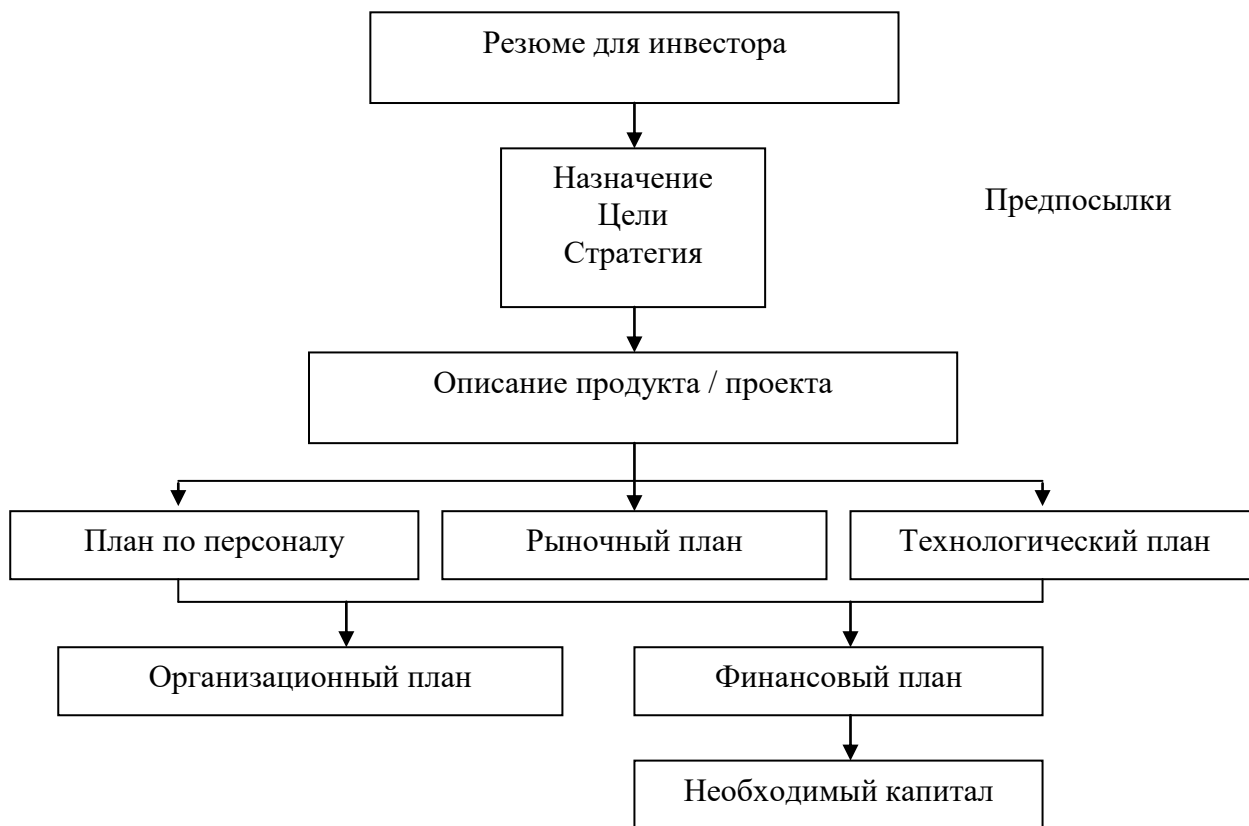 Резюме для инвестора
Назначение
Цели
Стратегия
Предпосылки
Описание продукта / проекта
План по персоналу
Рыночный план
Технологический план
Организационный план
Финансовый план
Необходимый капитал